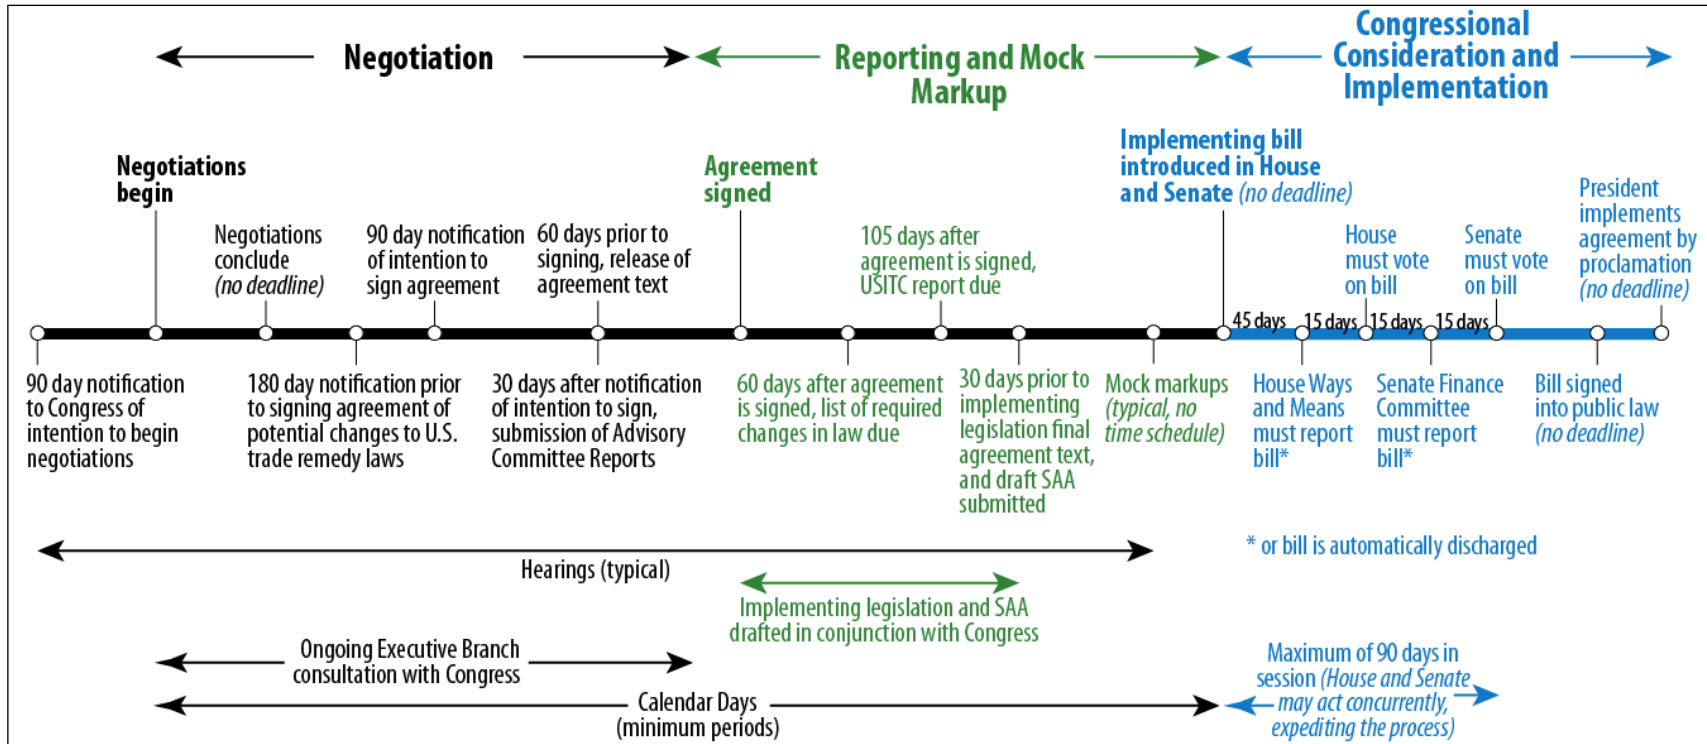 Negotiation
Reporting and Mock
Markup
Congressional
Consideration and
Implementation
Negotiations
begin
Agreement
signed
Implementing bill
introduced in House
and Senate (no deadline)
Negotiations
conclude
(no deadline)
90 day notification
of intention to
sign agreement
60 days prior to
signing, release of
agreement text
105 days after
agreement is signed,
USITC report due
House
must vote
on bill
Senate
must vote
on bill
President
implements
agreement by
proclamation
(no deadline)
45 days
15 days
15 days
15 days
90 day notification
to Congress of
intention to begin
negotiations
180 day notification prior
to signing agreement of
potential changes to U.S.
trade remedy laws
30 days after notification
of intention to sign,
submission of Advisory
Committee Reports
60 days after agreement
is signed, list of required
changes in law due
30 days prior to
implementing
legislation final
agreement text,
and draft SAA
submitted
Mock markups
(typical, no
time schedule)
House Ways
and Means
must report
bill*
Senate Finance
Committee
must report
bill*
Bill signed
into public law
(no deadline)
Hearings (typical)
* or bill is automatically discharged
Implementing legislation and SAA
drafted in conjunction with Congress
Ongoing Executive Branch
consultation with Congress
Calendar Days
(minimum periods)
Maximum of 90 days in
session (House and Senate
may act concurrently,
expediting the process)